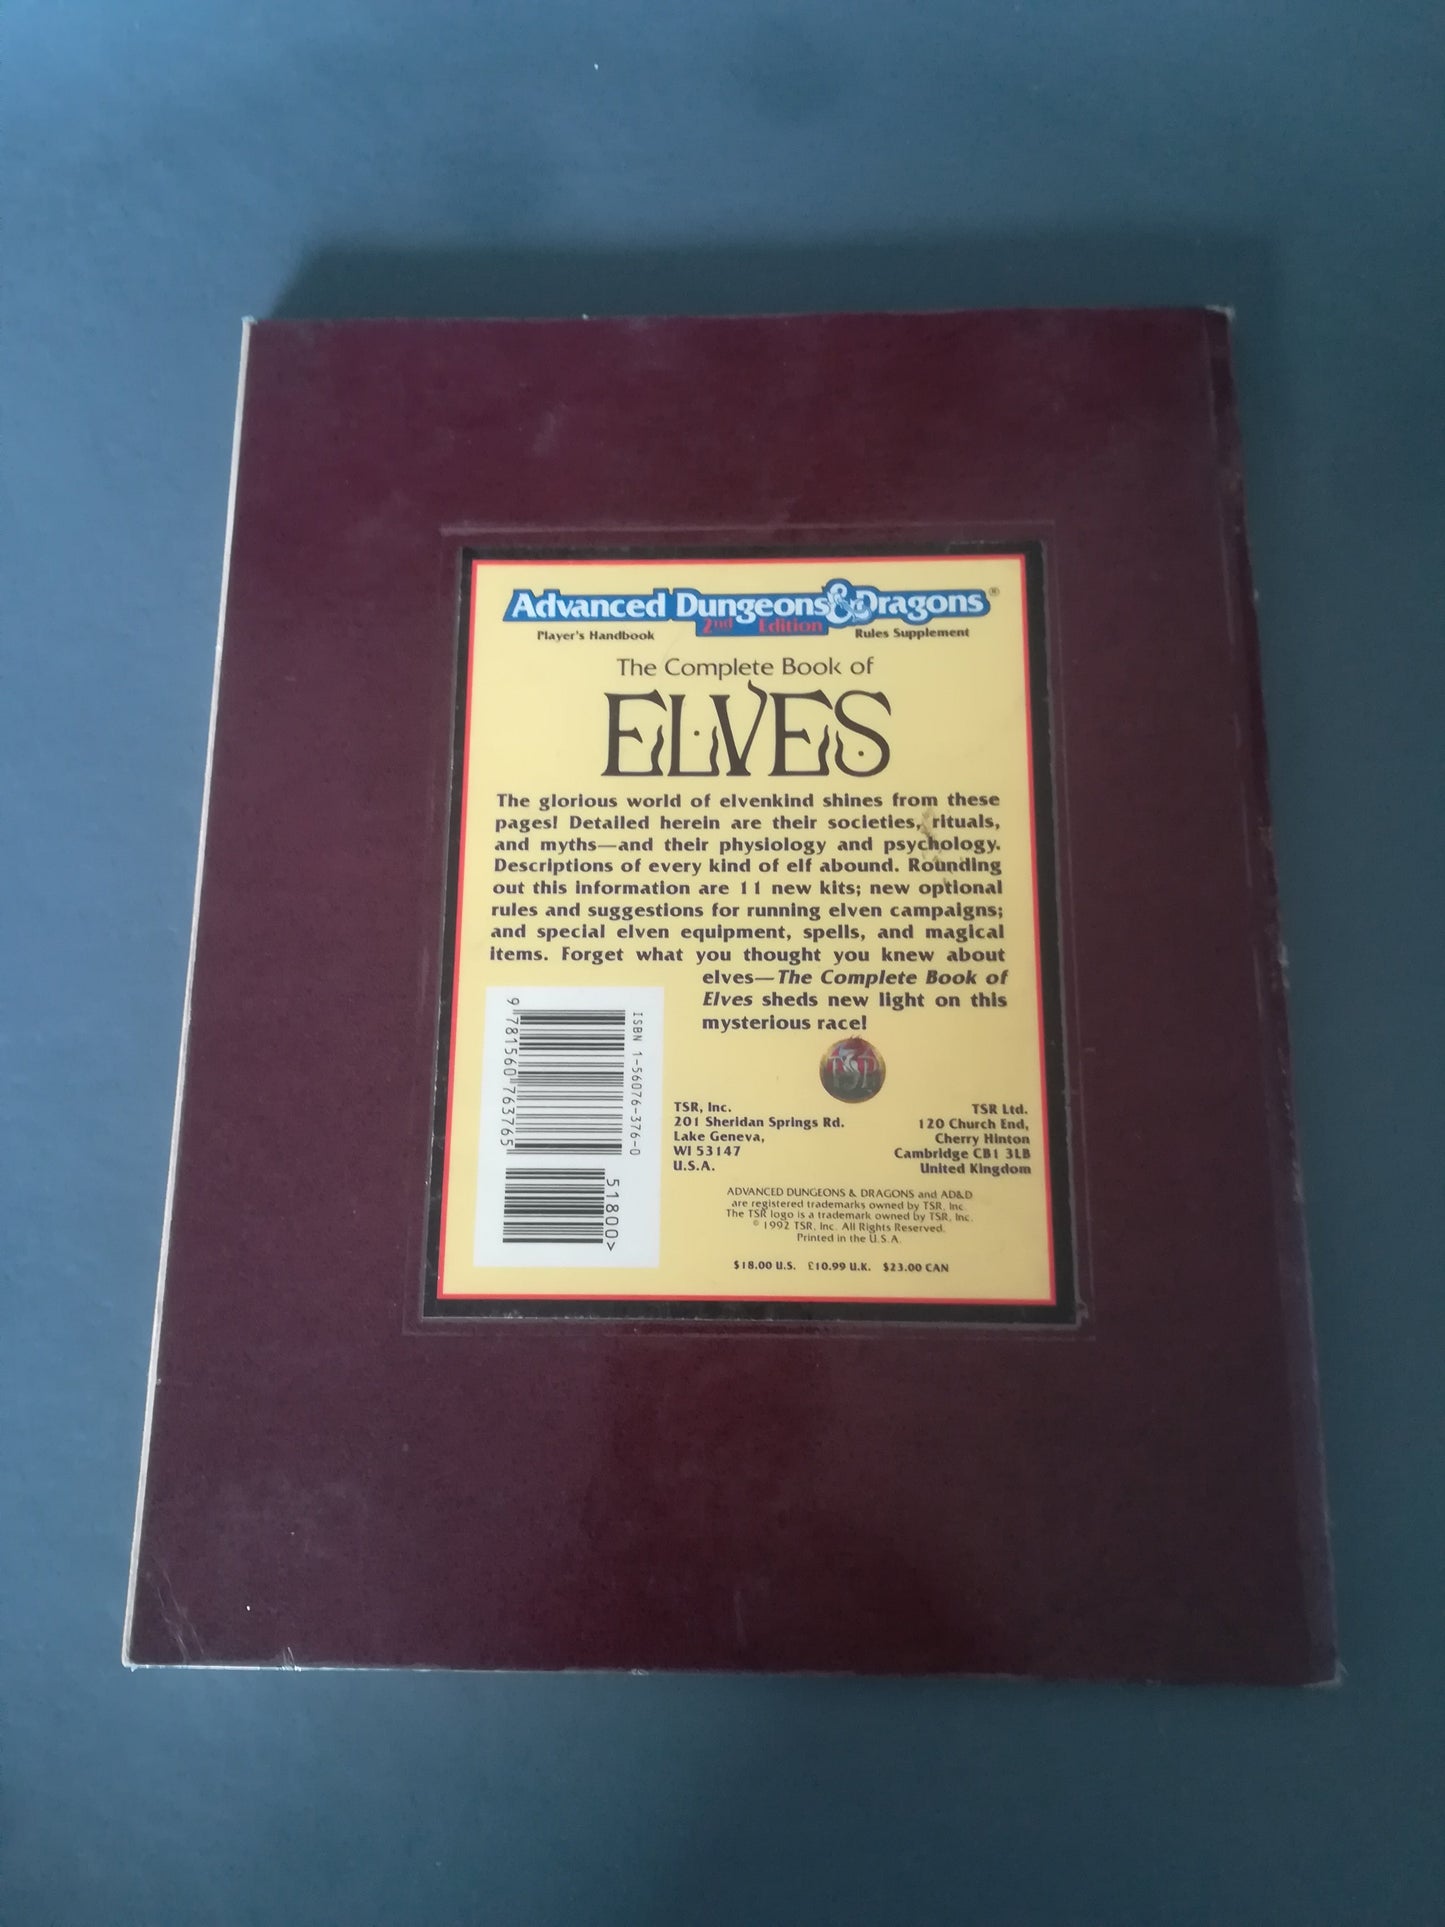 Advanced Dungeons & Dragons®
2nd Edition
Player's Handbook Rules Supplement
The Complete Book of
ELVES
The glorious world of elvenkind shines from these
pages! Detailed herein are their societies, rituals,
and myths—and their physiology and psychology.
Descriptions of every kind of elf abound. Rounding
out this information are 11 new kits; new optional
rules and suggestions for running elven campaigns;
and special elven equipment, spells, and magical
items. Forget what you thought you knew about
elves—The Complete Book of
Elves sheds new light on this
mysterious race!
ISBN 1-56076-376-0
9 781560 763765
51800>
TSR
TSR, Inc.
201 Sheridan Springs Rd.
Lake Geneva,
WI 53147
U.S.A.
TSR Ltd.
120 Church End,
Cherry Hinton
Cambridge CB1 3LB
United Kingdom
ADVANCED DUNGEONS & DRAGONS and AD&D
are registered trademarks owned by TSR, Inc.
The TSR logo is a trademark owned by TSR, Inc.
© 1992 TSR, Inc. All Rights Reserved.
Printed in the U.S.A.
$18.00 U.S. £10.99 U.K. $23.00 CAN